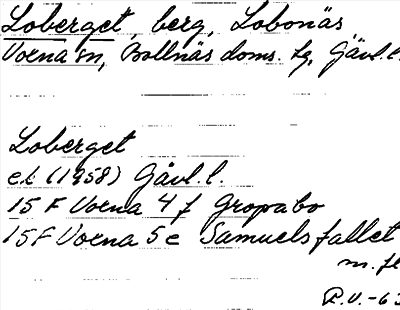 Loberget, berg, Lobonäs
Voxna sn, Bollnäs doms. tg, Gävl. l.
Loberget
e.b (1958) Gävl. l.
15 F Voxna 4 f Gropabo
15 F Voxna 5 e Samuelsfallet
m. fl
R.V. -63